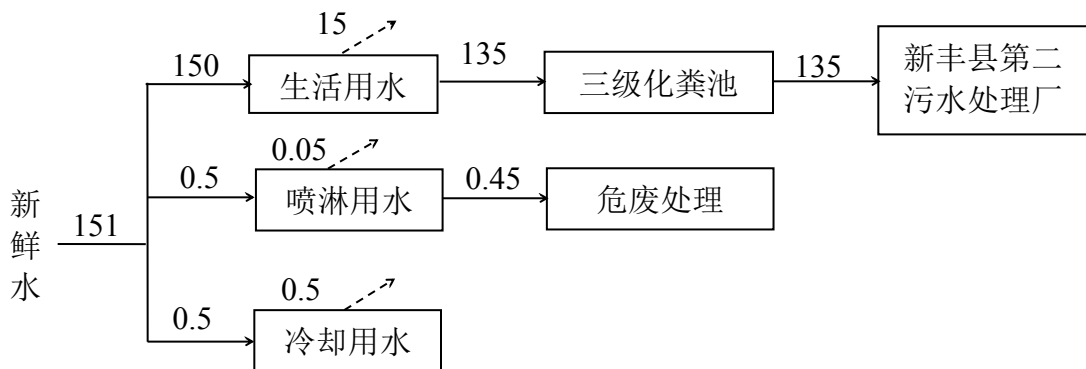 15
150
生活用水
135
三级化粪池
135
新丰县第二
污水处理厂
0.05
0.5
喷淋用水
0.45
危废处理
新
鲜
水
151
0.5
0.5
冷却用水